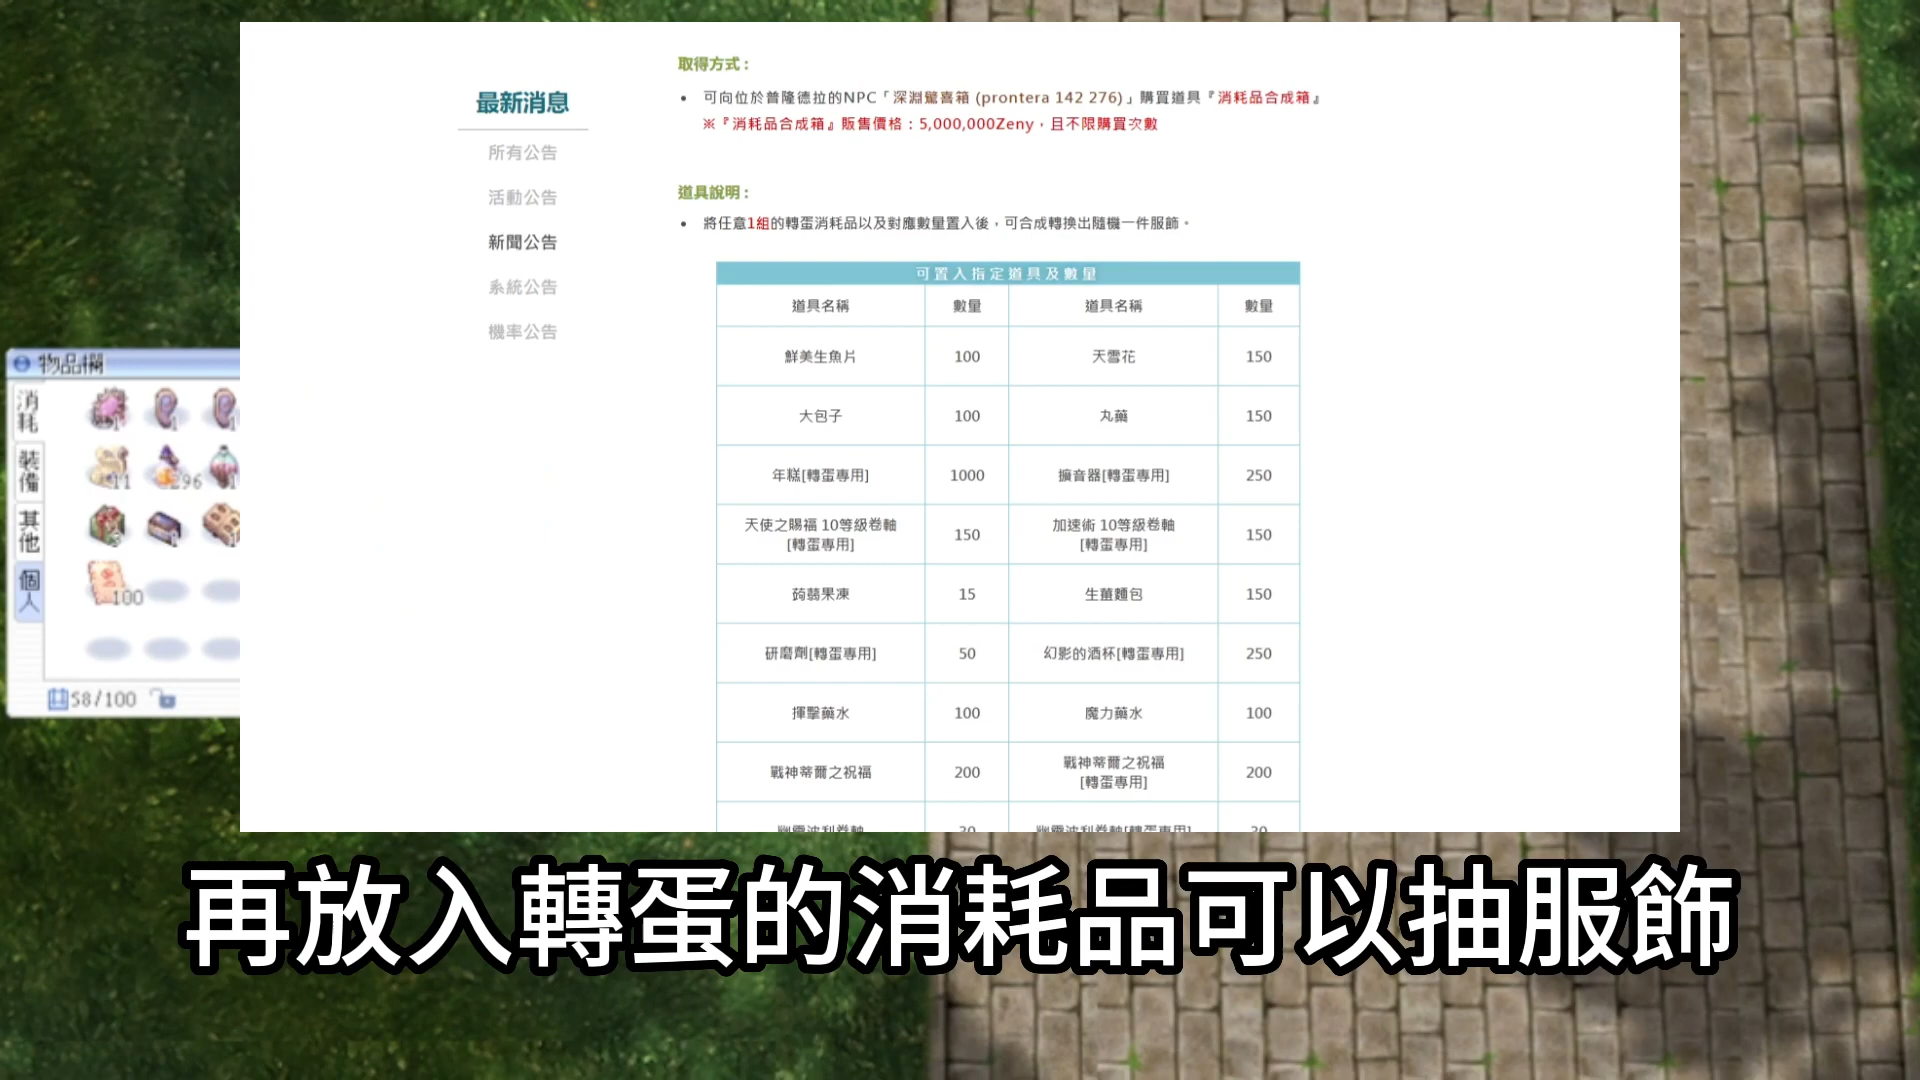 取得方式：
• 可向位於普隆德拉的NPC「深淵驚喜箱 (prontera 142 276)」購買道具『消耗品合成箱』
※『消耗品合成箱』販售價格：5,000,000Zeny，且不限購買次數
最新消息
所有公告
活動公告
新聞公告
系統公告
機率公告
道具說明：
• 將任意1組的轉蛋消耗品以及對應數量置入後，可合成轉換出隨機一件服飾。
可置入指定道具及數量
道具名稱 數量 道具名稱 數量
鮮美生魚片 100 天雪花 150
大包子 100 丸藥 150
年糕[轉蛋專用] 1000 擴音器[轉蛋專用] 250
天使之賜福 10等級卷軸 [轉蛋專用] 150 加速術 10等級卷軸 [轉蛋專用] 150
蒟蒻果凍 15 生薑麵包 150
研磨劑[轉蛋專用] 50 幻影的酒杯[轉蛋專用] 250
揮擊藥水 100 魔力藥水 100
戰神蒂爾之祝福 200 戰神蒂爾之祝福 [轉蛋專用] 200
物品欄
消耗
裝備
其他
個人
1 1 1
11 296 1
1 1 1
100
58/100
再放入轉蛋的消耗品可以抽服飾